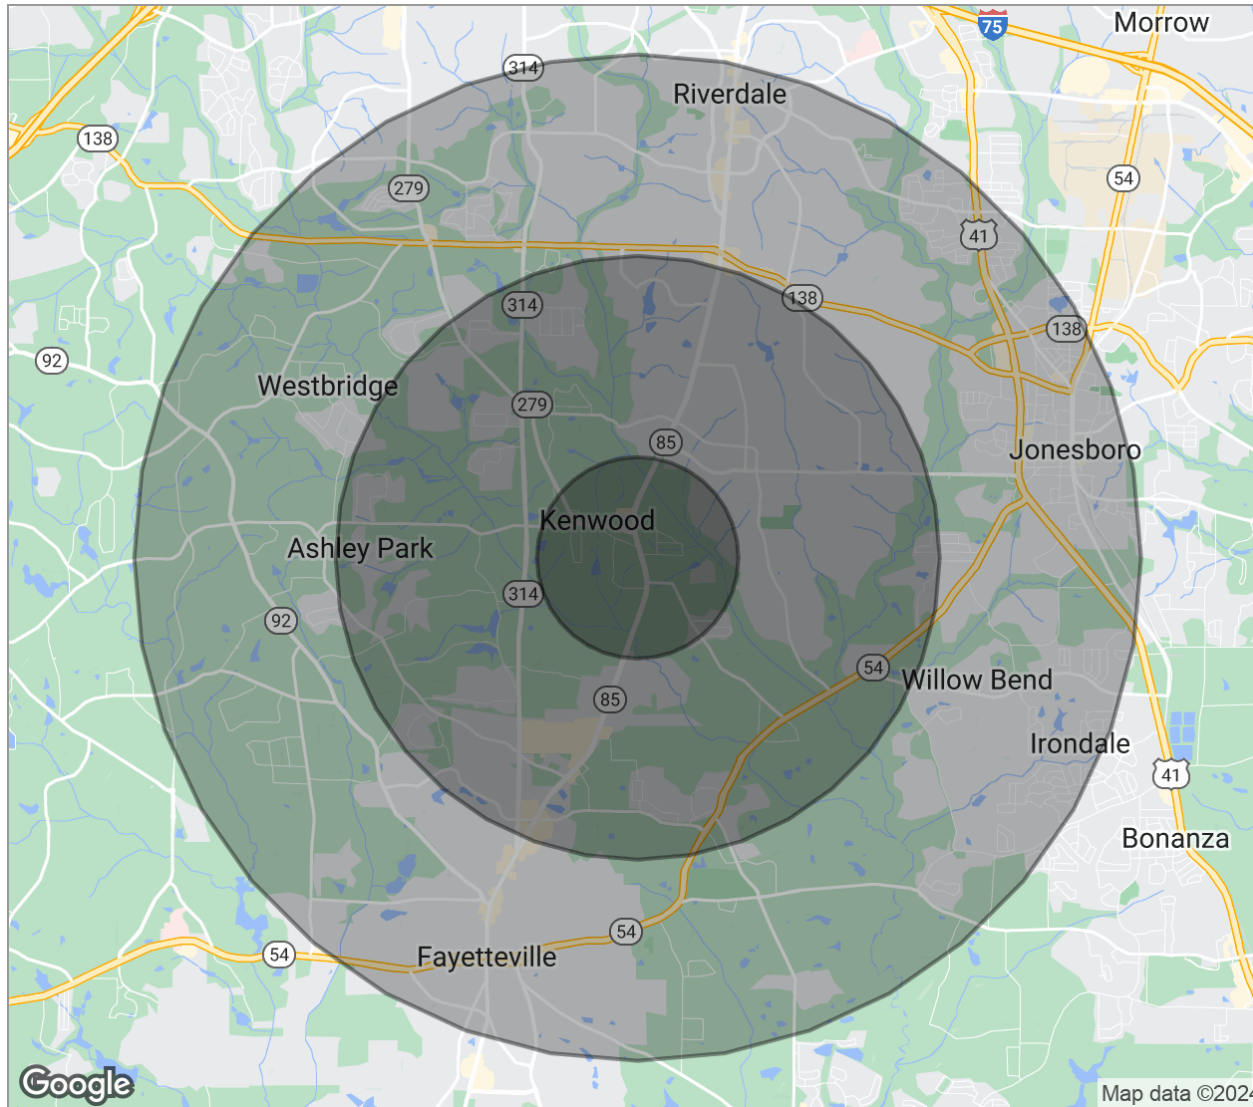 75
Morrow
314
Riverdale
138
54
279
41
314
138
138
92
Westbridge
279
85
Jonesboro
Kenwood
Ashley Park
314
92
54
Willow Bend
85
Irondale
41
Bonanza
54
54
Fayetteville
Google
Map data ©2024